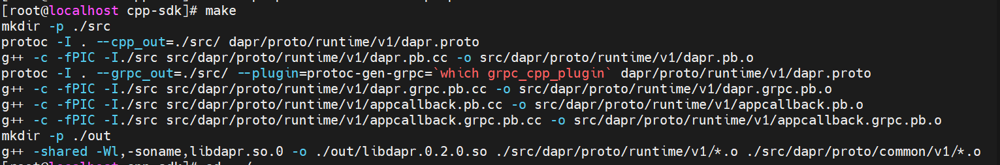 [root@localhost cpp-sdk]# make
mkdir -p ./src
protoc -I . --cpp_out=./src/ dapr/proto/runtime/v1/dapr.proto
g++ -c -fPIC -I./src src/dapr/proto/runtime/v1/dapr.pb.cc -o src/dapr/proto/runtime/v1/dapr.pb.o
protoc -I . --grpc_out=./src/ --plugin=protoc-gen-grpc=`which grpc_cpp_plugin` dapr/proto/runtime/v1/dapr.proto
g++ -c -fPIC -I./src src/dapr/proto/runtime/v1/dapr.grpc.pb.cc -o src/dapr/proto/runtime/v1/dapr.grpc.pb.o
g++ -c -fPIC -I./src src/dapr/proto/runtime/v1/appcallback.pb.cc -o src/dapr/proto/runtime/v1/appcallback.pb.o
g++ -c -fPIC -I./src src/dapr/proto/runtime/v1/appcallback.grpc.pb.cc -o src/dapr/proto/runtime/v1/appcallback.grpc.pb.o
mkdir -p ./out
g++ -shared -Wl,-soname,libdapr.so.0 -o ./out/libdapr.0.2.0.so ./src/dapr/proto/runtime/v1/*.o ./src/dapr/proto/common/v1/*.o
[root@localhost cpp-sdk]#